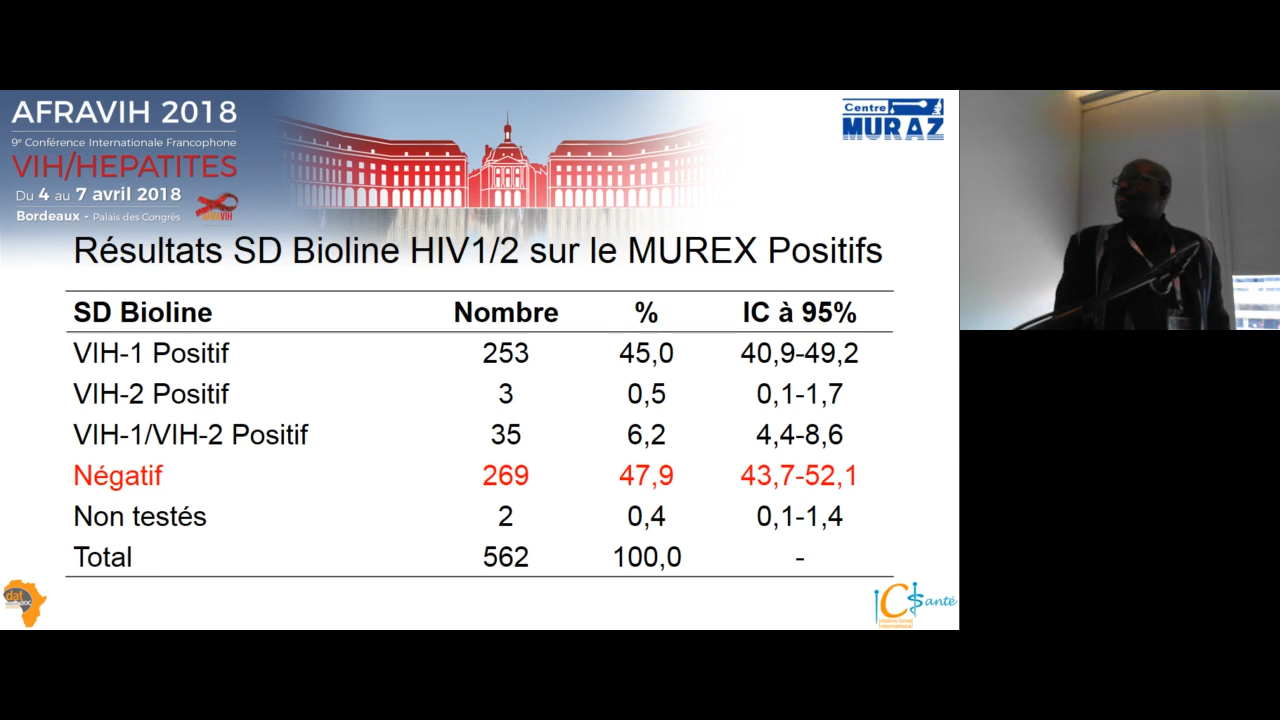 AFRAVIH 2018
9e Conférence Internationale Francophone
VIH/HEPATITES
Du 4 au 7 avril 2018
Bordeaux - Palais des Congrès
AFRAVIH
Centre
MURAZ
Résultats SD Bioline HIV1/2 sur le MUREX Positifs
SD Bioline Nombre % IC à 95%
VIH-1 Positif 253 45,0 40,9-49,2
VIH-2 Positif 3 0,5 0,1-1,7
VIH-1/VIH-2 Positif 35 6,2 4,4-8,6
Négatif 269 47,9 43,7-52,1
Non testés 2 0,4 0,1-1,4
Total 562 100,0 -
dat
iCi Santé